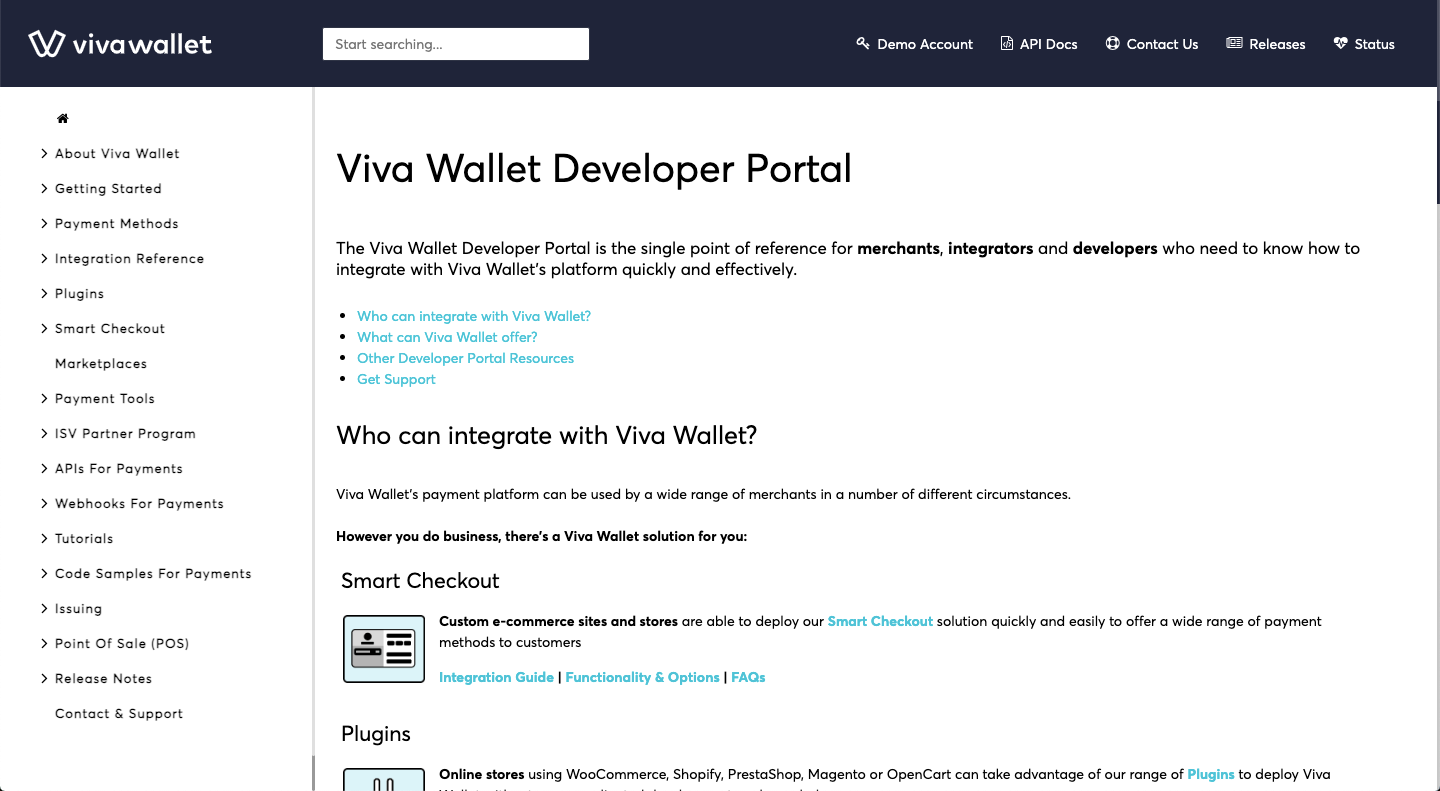 vivawallet
Start searching...
Demo Account
API Docs
Contact Us
Releases
Status
About Viva Wallet
Getting Started
Payment Methods
Integration Reference
Plugins
Smart Checkout
Marketplaces
Payment Tools
ISV Partner Program
APIs For Payments
Webhooks For Payments
Tutorials
Code Samples For Payments
Issuing
Point Of Sale (POS)
Release Notes
Contact & Support
Viva Wallet Developer Portal
The Viva Wallet Developer Portal is the single point of reference for merchants, integrators and developers who need to know how to
integrate with Viva Wallet's platform quickly and effectively.
Who can integrate with Viva Wallet?
What can Viva Wallet offer?
Other Developer Portal Resources
Get Support
Who can integrate with Viva Wallet?
Viva Wallet's payment platform can be used by a wide range of merchants in a number of different circumstances.
However you do business, there's a Viva Wallet solution for you:
Smart Checkout
Custom e-commerce sites and stores are able to deploy our Smart Checkout solution quickly and easily to offer a wide range of payment
methods to customers
Integration Guide | Functionality & Options | FAQs
Plugins
Online stores using WooCommerce, Shopify, PrestaShop, Magento or OpenCart can take advantage of our range of Plugins to deploy Viva